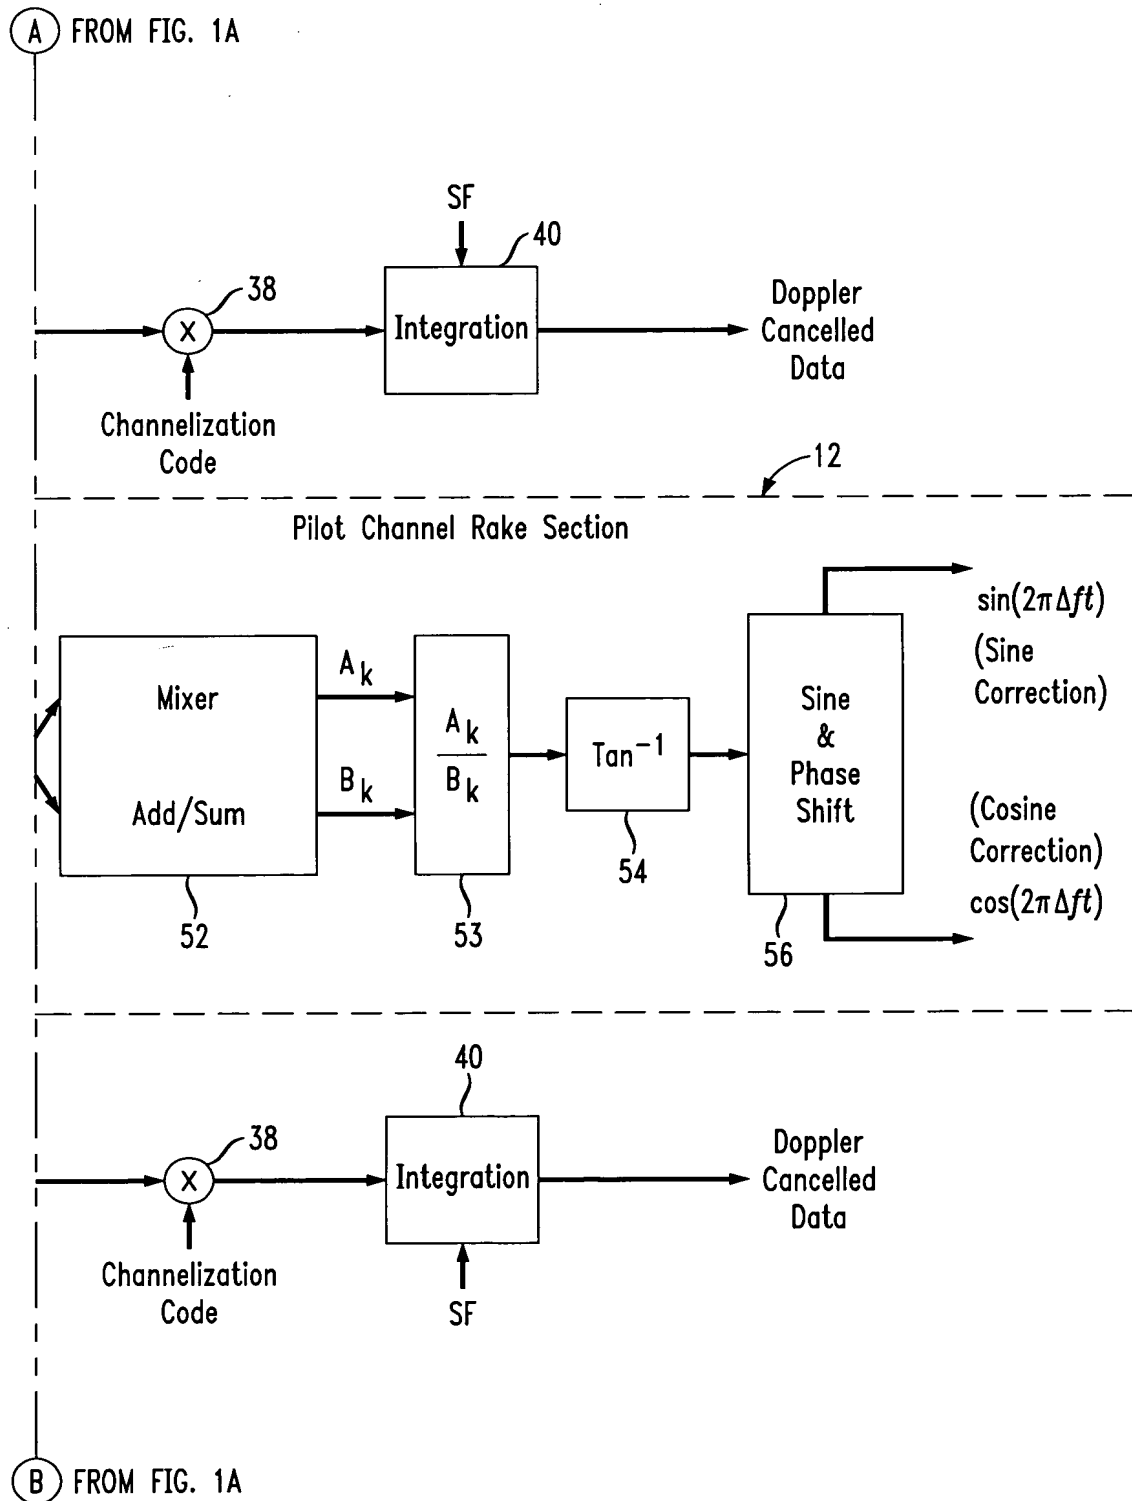 A FROM FIG. 1A
SF
40
38
X
Integration
Doppler
Cancelled
Data
Channelization
Code
12
Pilot Channel Rake Section
Mixer
Add/Sum
52
A k
B k
A k
B k
53
Tan⁻¹
54
Sine
&
Phase
Shift
56
sin(2πΔft)
(Sine
Correction)
(Cosine
Correction)
cos(2πΔft)
40
38
X
Integration
Doppler
Cancelled
Data
Channelization
Code
SF
B FROM FIG. 1A